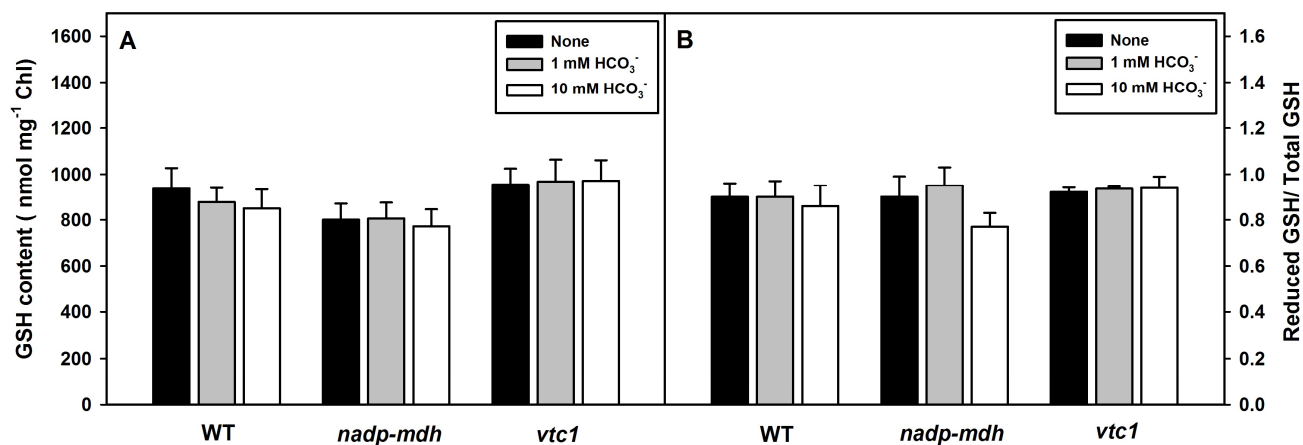 A
B
None
1 mM HCO₃⁻
10 mM HCO₃⁻
None
1 mM HCO₃⁻
10 mM HCO₃⁻
GSH content ( nmol mg⁻¹ Chl)
1600
1400
1200
1000
800
600
400
200
0
1.6
1.4
1.2
1.0
0.8
0.6
0.4
0.2
0.0
Reduced GSH/ Total GSH
WT nadp-mdh vtc1 WT nadp-mdh vtc1